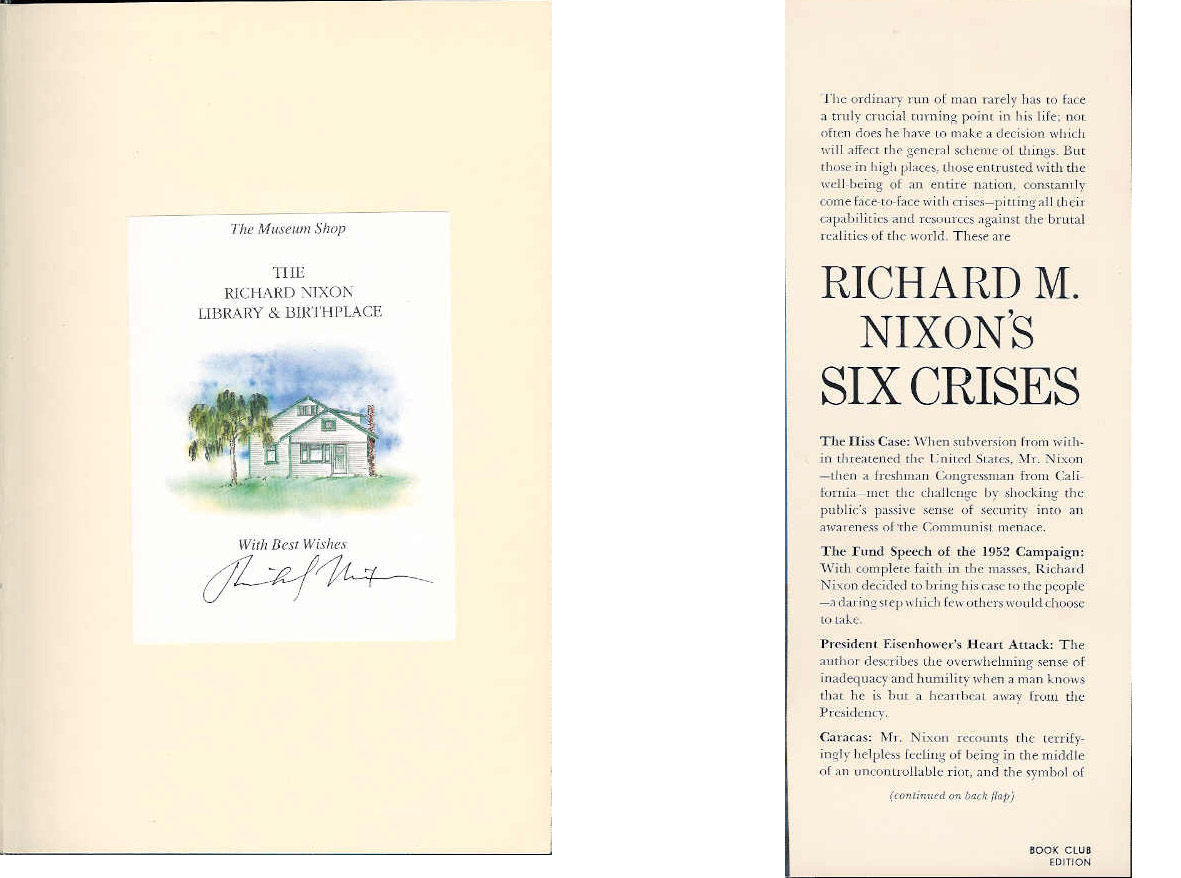 The Museum Shop
THE
RICHARD NIXON
LIBRARY & BIRTHPLACE
With Best Wishes
Richard Nixon
The ordinary run of man rarely has to face
a truly crucial turning point in his life; not
often does he have to make a decision which
will affect the general scheme of things. But
those in high places, those entrusted with the
well-being of an entire nation, constantly
come face-to-face with crises—pitting all their
capabilities and resources against the brutal
realities of the world. These are
RICHARD M.
NIXON'S
SIX CRISES
The Hiss Case: When subversion from with-
in threatened the United States, Mr. Nixon
—then a freshman Congressman from Cali-
fornia—met the challenge by shocking the
public's passive sense of security into an
awareness of the Communist menace.
The Fund Speech of the 1952 Campaign:
With complete faith in the masses, Richard
Nixon decided to bring his case to the people
—a daring step which few others would choose
to take.
President Eisenhower's Heart Attack: The
author describes the overwhelming sense of
inadequacy and humility when a man knows
that he is but a heartbeat away from the
Presidency.
Caracas: Mr. Nixon recounts the terrify-
ingly helpless feeling of being in the middle
of an uncontrollable riot, and the symbol of
(continued on back flap)
BOOK CLUB
EDITION